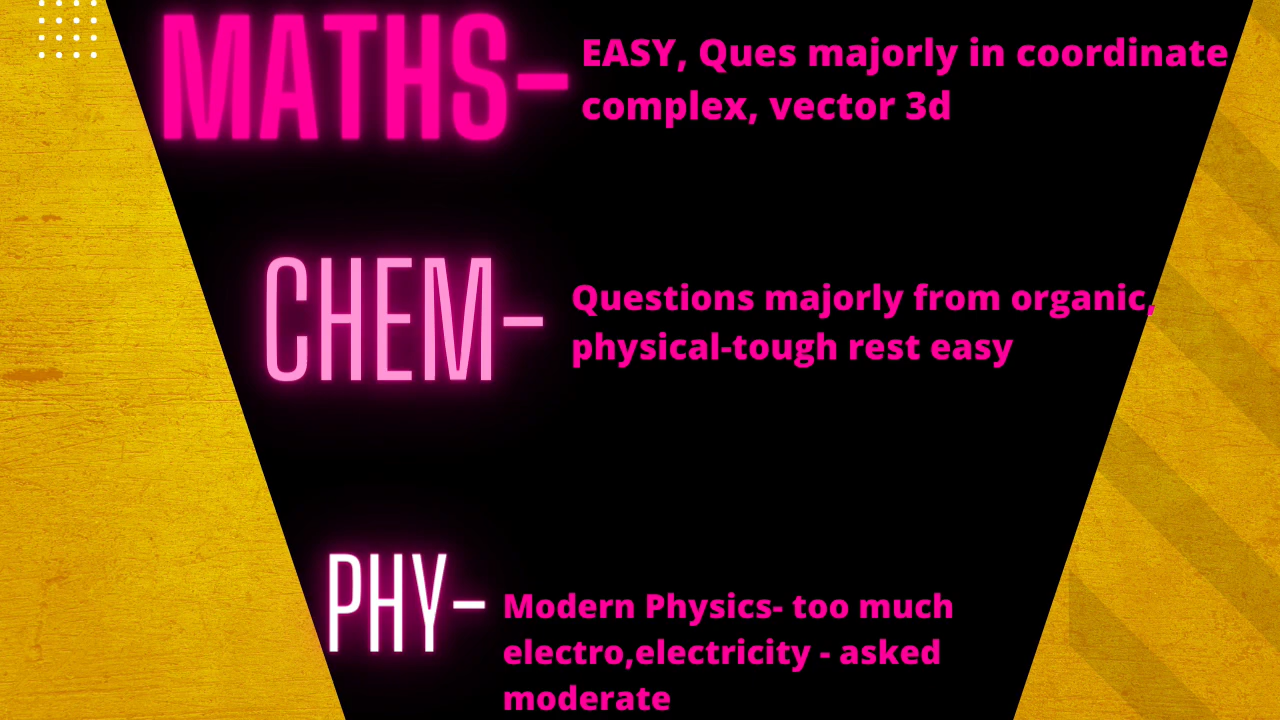 MATHS-
EASY, Ques majorly in coordinate
complex, vector 3d
CHEM-
Questions majorly from organic,
physical-tough rest easy
PHY-
Modern Physics- too much
electro,electricity - asked
moderate